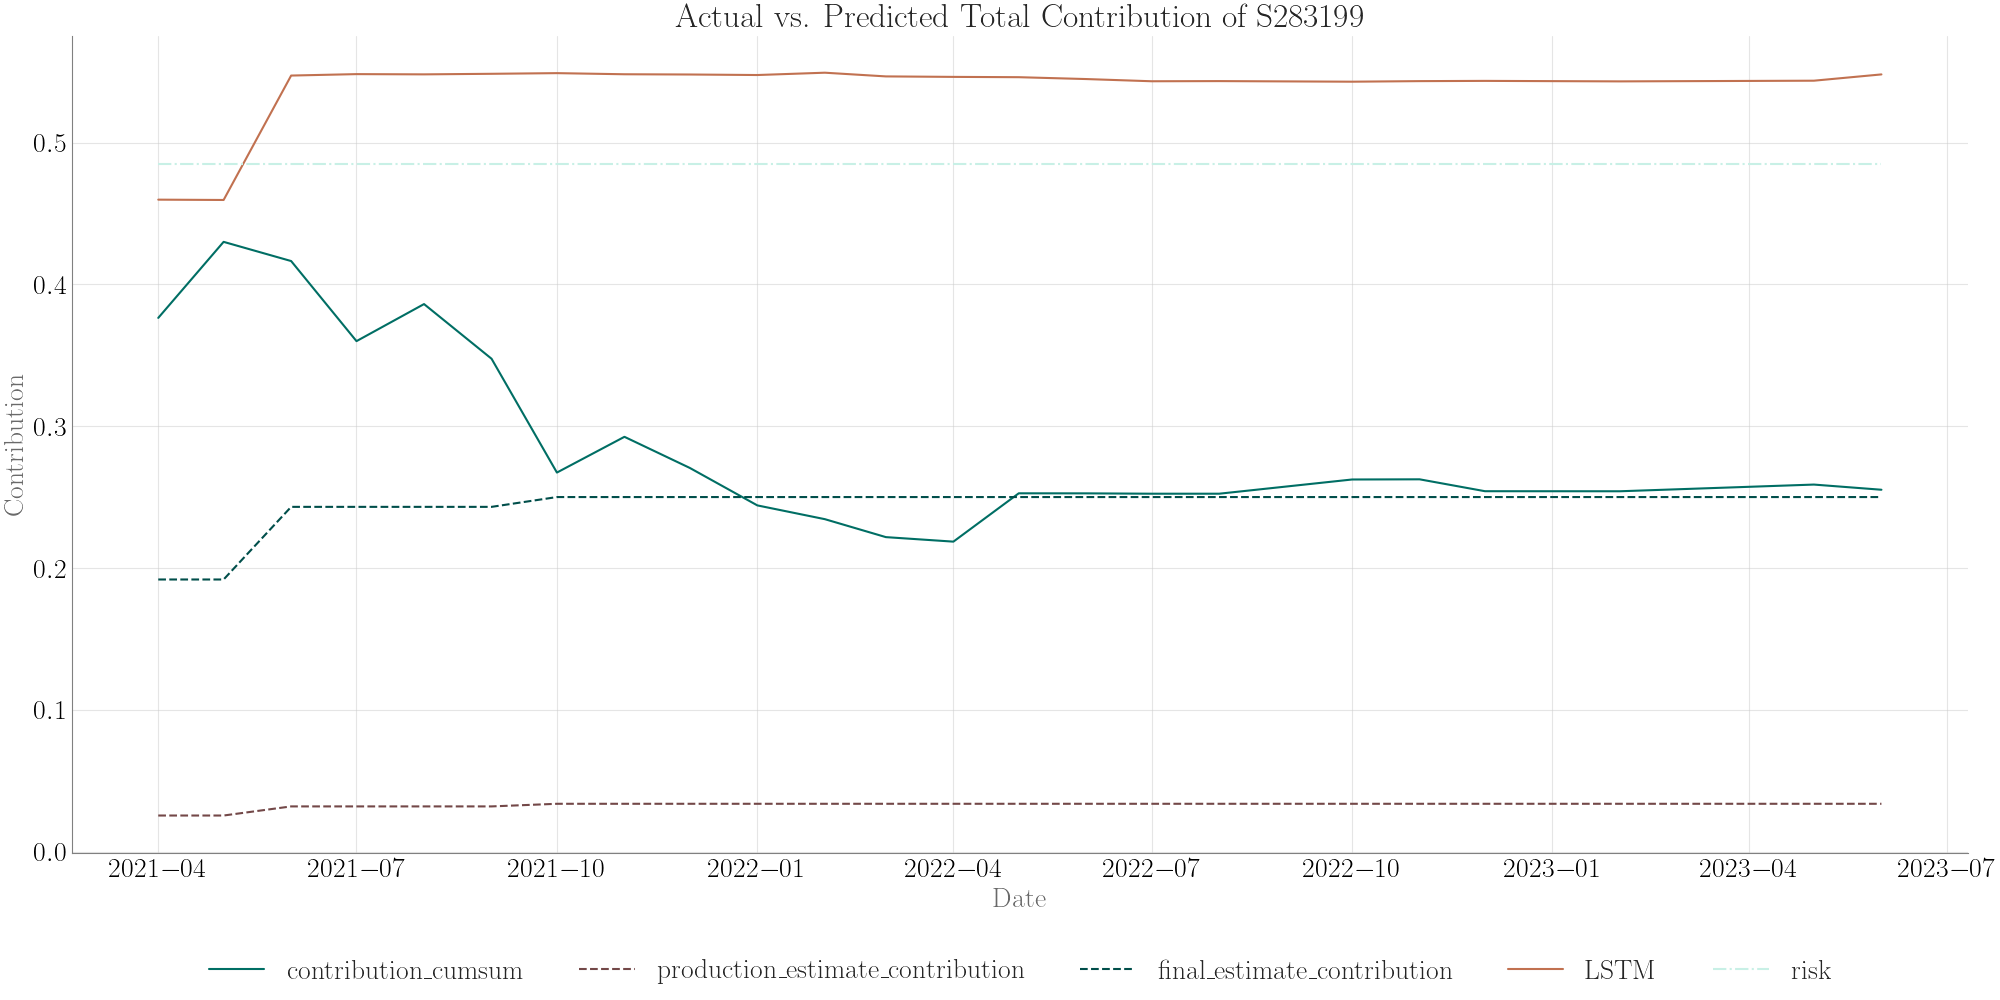 Actual vs. Predicted Total Contribution of S283199
Contribution
0.5
0.4
0.3
0.2
0.1
0.0
2021−04 2021−07 2021−10 2022−01 2022−04 2022−07 2022−10 2023−01 2023−04 2023−07
Date
contribution_cumsum production_estimate_contribution final_estimate_contribution LSTM risk